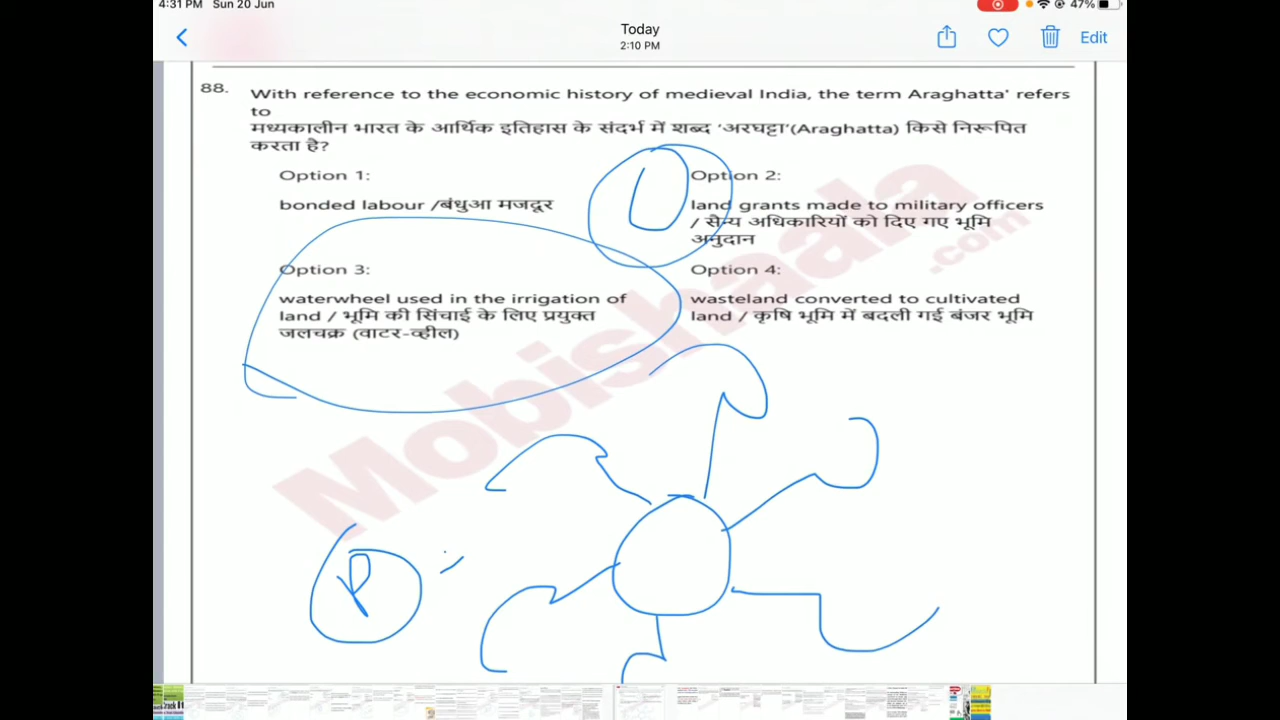 4:31 PM Sun 20 Jun
47%
Today
2:10 PM
Edit
88.
With reference to the economic history of medieval India, the term Araghatta' refers
to
मध्यकालीन भारत के आर्थिक इतिहास के संदर्भ में शब्द 'अरघट्टा'(Araghatta) किसे निरूपित
करता है?
Option 1:
bonded labour /बंधुआ मजदूर
Option 2:
land grants made to military officers
/ सैन्य अधिकारियों को दिए गए भूमि
अनुदान
Option 3:
waterwheel used in the irrigation of
land / भूमि की सिंचाई के लिए प्रयुक्त
जलचक्र (वाटर-व्हील)
Option 4:
wasteland converted to cultivated
land / कृषि भूमि में बदली गई बंजर भूमि
Mobishaala
.com
R